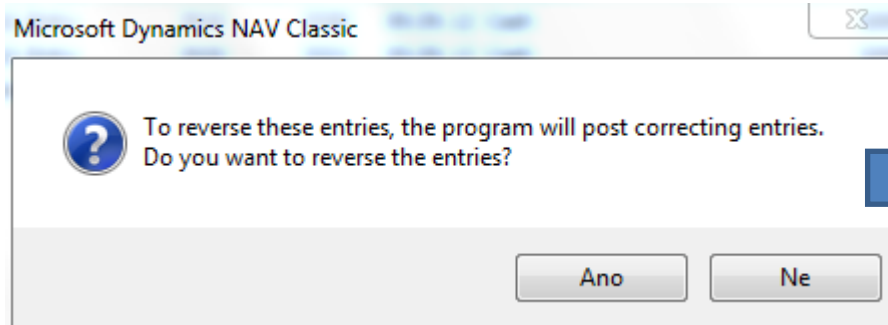 Microsoft Dynamics NAV Classic
To reverse these entries, the program will post correcting entries.
Do you want to reverse the entries?
Ano
Ne